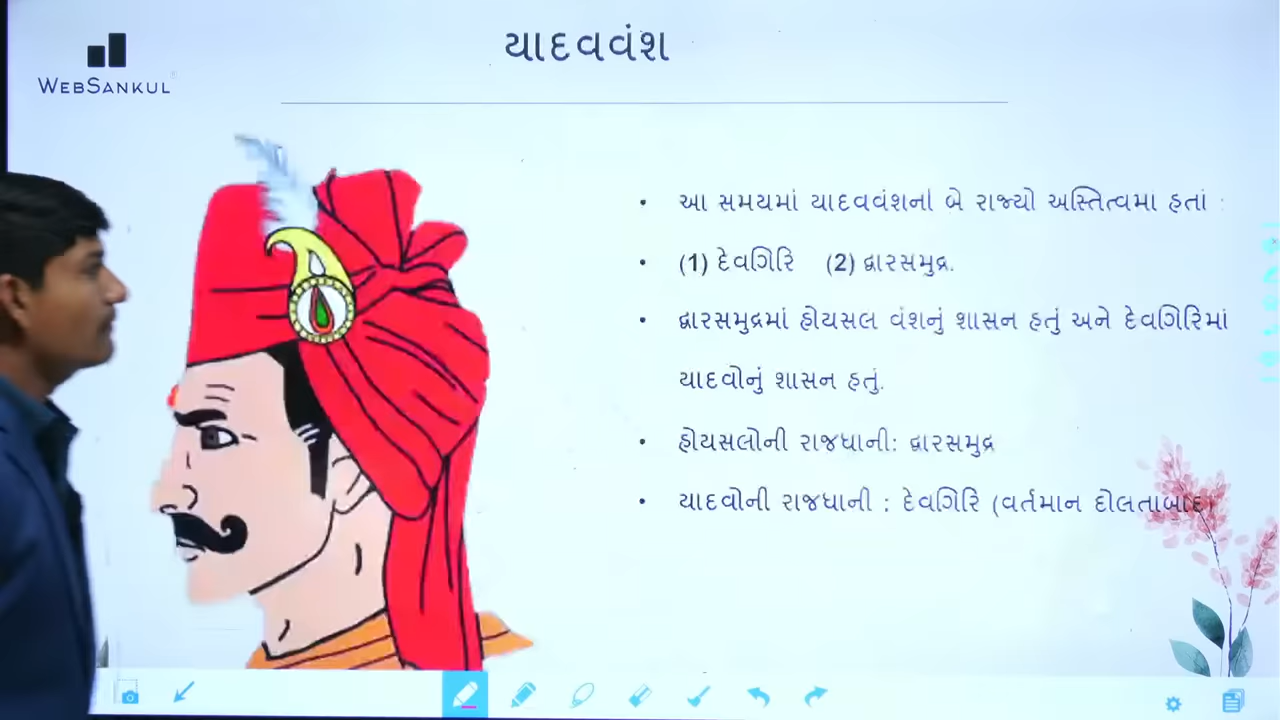 યાદવવંશ
WEBSANKUL
આ સમયમાં યાદવવંશનાં બે રાજ્યો અસ્તિત્વમાં હતાં :
(1) દેવગિરિ (2) દ્વારસમુદ્ર.
દ્વારસમુદ્રમાં હોયસલ વંશનું શાસન હતું અને દેવગિરિમાં
યાદવોનું શાસન હતું.
હોયસલોની રાજધાની: દ્વારસમુદ્ર
યાદવોની રાજધાની : દેવગિરિ (વર્તમાન દોલતાબાદ)